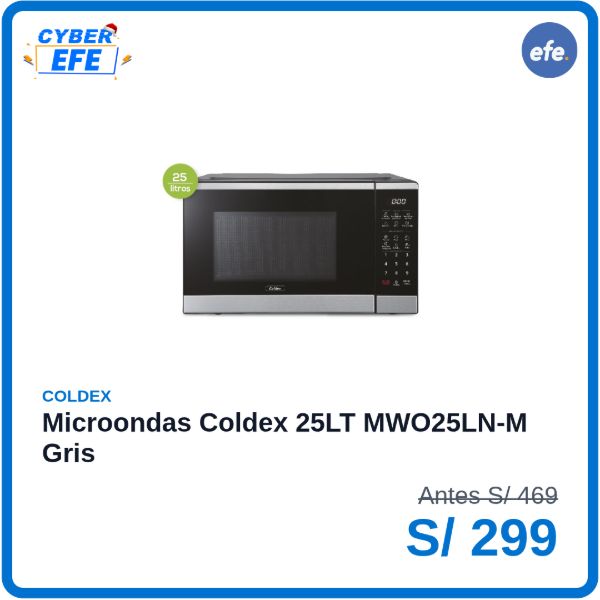 CYBER
EFE
efe.
25
litros
Coldex
COLDEX
Microondas Coldex 25LT MWO25LN-M
Gris
Antes S/ 469
S/ 299